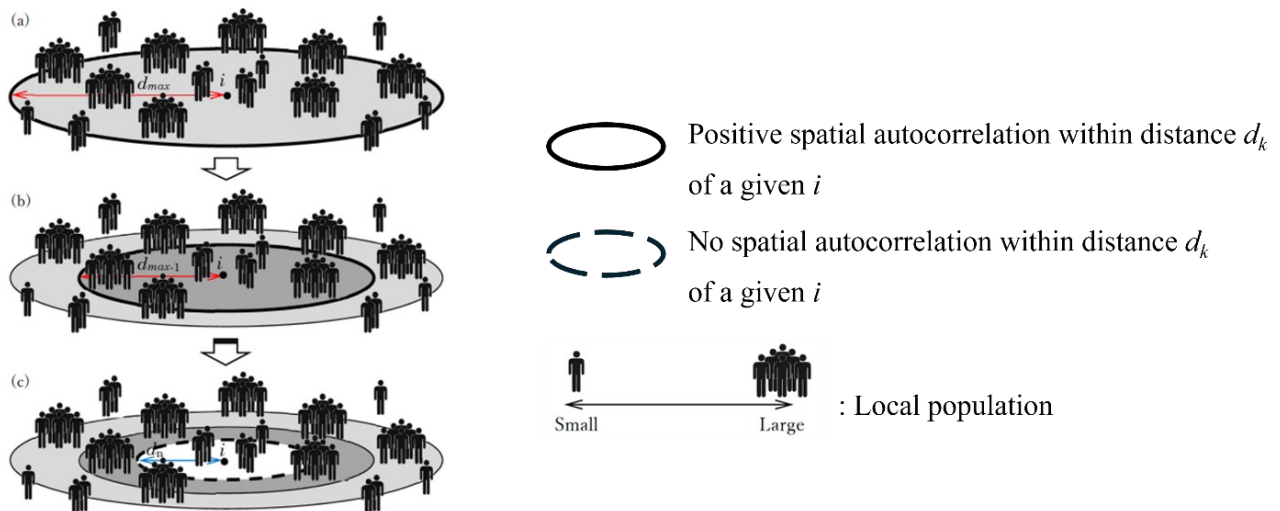 (a)
d_max
i
(b)
d_max-1
i
(c)
d_n
i
Positive spatial autocorrelation within distance d_k
of a given i
No spatial autocorrelation within distance d_k
of a given i
Small Large
: Local population